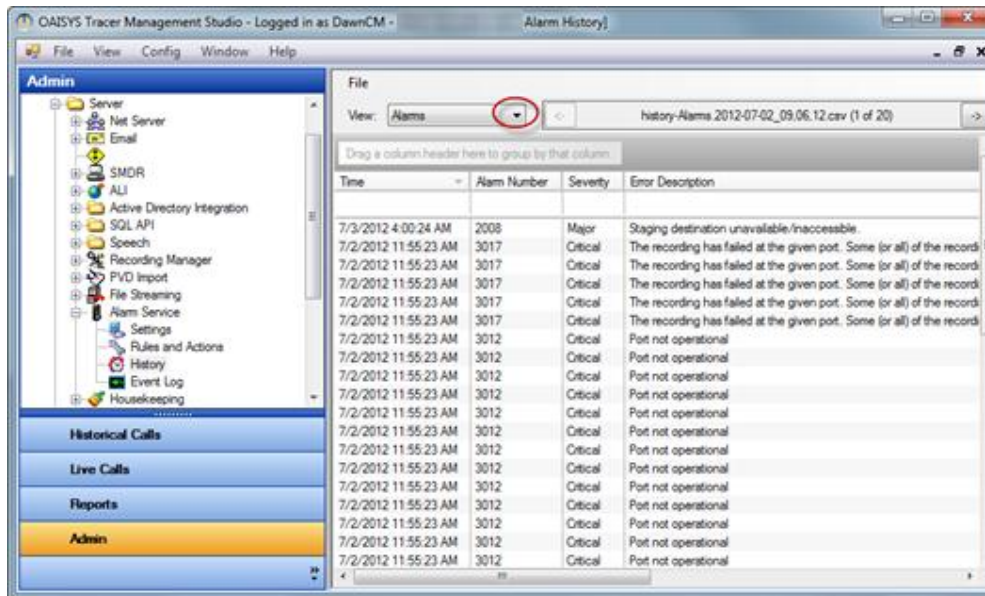 OAISYS Tracer Management Studio - Logged in as DawnCM - Alarm History]
File View Config Window Help
Admin
Server
Net Server
Email
SMDR
ALI
Active Directory Integration
SQL API
Speech
Recording Manager
PVD Import
File Streaming
Alarm Service
Settings
Rules and Actions
History
Event Log
Housekeeping
Historical Calls
Live Calls
Reports
Admin
File
View: Alarms history-Alarms.2012-07-02_09.06.12.csv (1 of 20)
Drag a column header here to group by that column.
Time Alarm Number Severity Error Description
7/3/2012 4:00:24 AM 2008 Major Staging destination unavailable/inaccessible.
7/2/2012 11:55:23 AM 3017 Critical The recording has failed at the given port. Some (or all) of the recordi
7/2/2012 11:55:23 AM 3017 Critical The recording has failed at the given port. Some (or all) of the recordi
7/2/2012 11:55:23 AM 3017 Critical The recording has failed at the given port. Some (or all) of the recordi
7/2/2012 11:55:23 AM 3017 Critical The recording has failed at the given port. Some (or all) of the recordi
7/2/2012 11:55:23 AM 3017 Critical The recording has failed at the given port. Some (or all) of the recordi
7/2/2012 11:55:23 AM 3012 Critical Port not operational
7/2/2012 11:55:23 AM 3012 Critical Port not operational
7/2/2012 11:55:23 AM 3012 Critical Port not operational
7/2/2012 11:55:23 AM 3012 Critical Port not operational
7/2/2012 11:55:23 AM 3012 Critical Port not operational
7/2/2012 11:55:23 AM 3012 Critical Port not operational
7/2/2012 11:55:23 AM 3012 Critical Port not operational
7/2/2012 11:55:23 AM 3012 Critical Port not operational
7/2/2012 11:55:23 AM 3012 Critical Port not operational
7/2/2012 11:55:23 AM 3012 Critical Port not operational
7/2/2012 11:55:23 AM 3012 Critical Port not operational
7/2/2012 11:55:23 AM 3012 Critical Port not operational
7/2/2012 11:55:23 AM 3012 Critical Port not operational